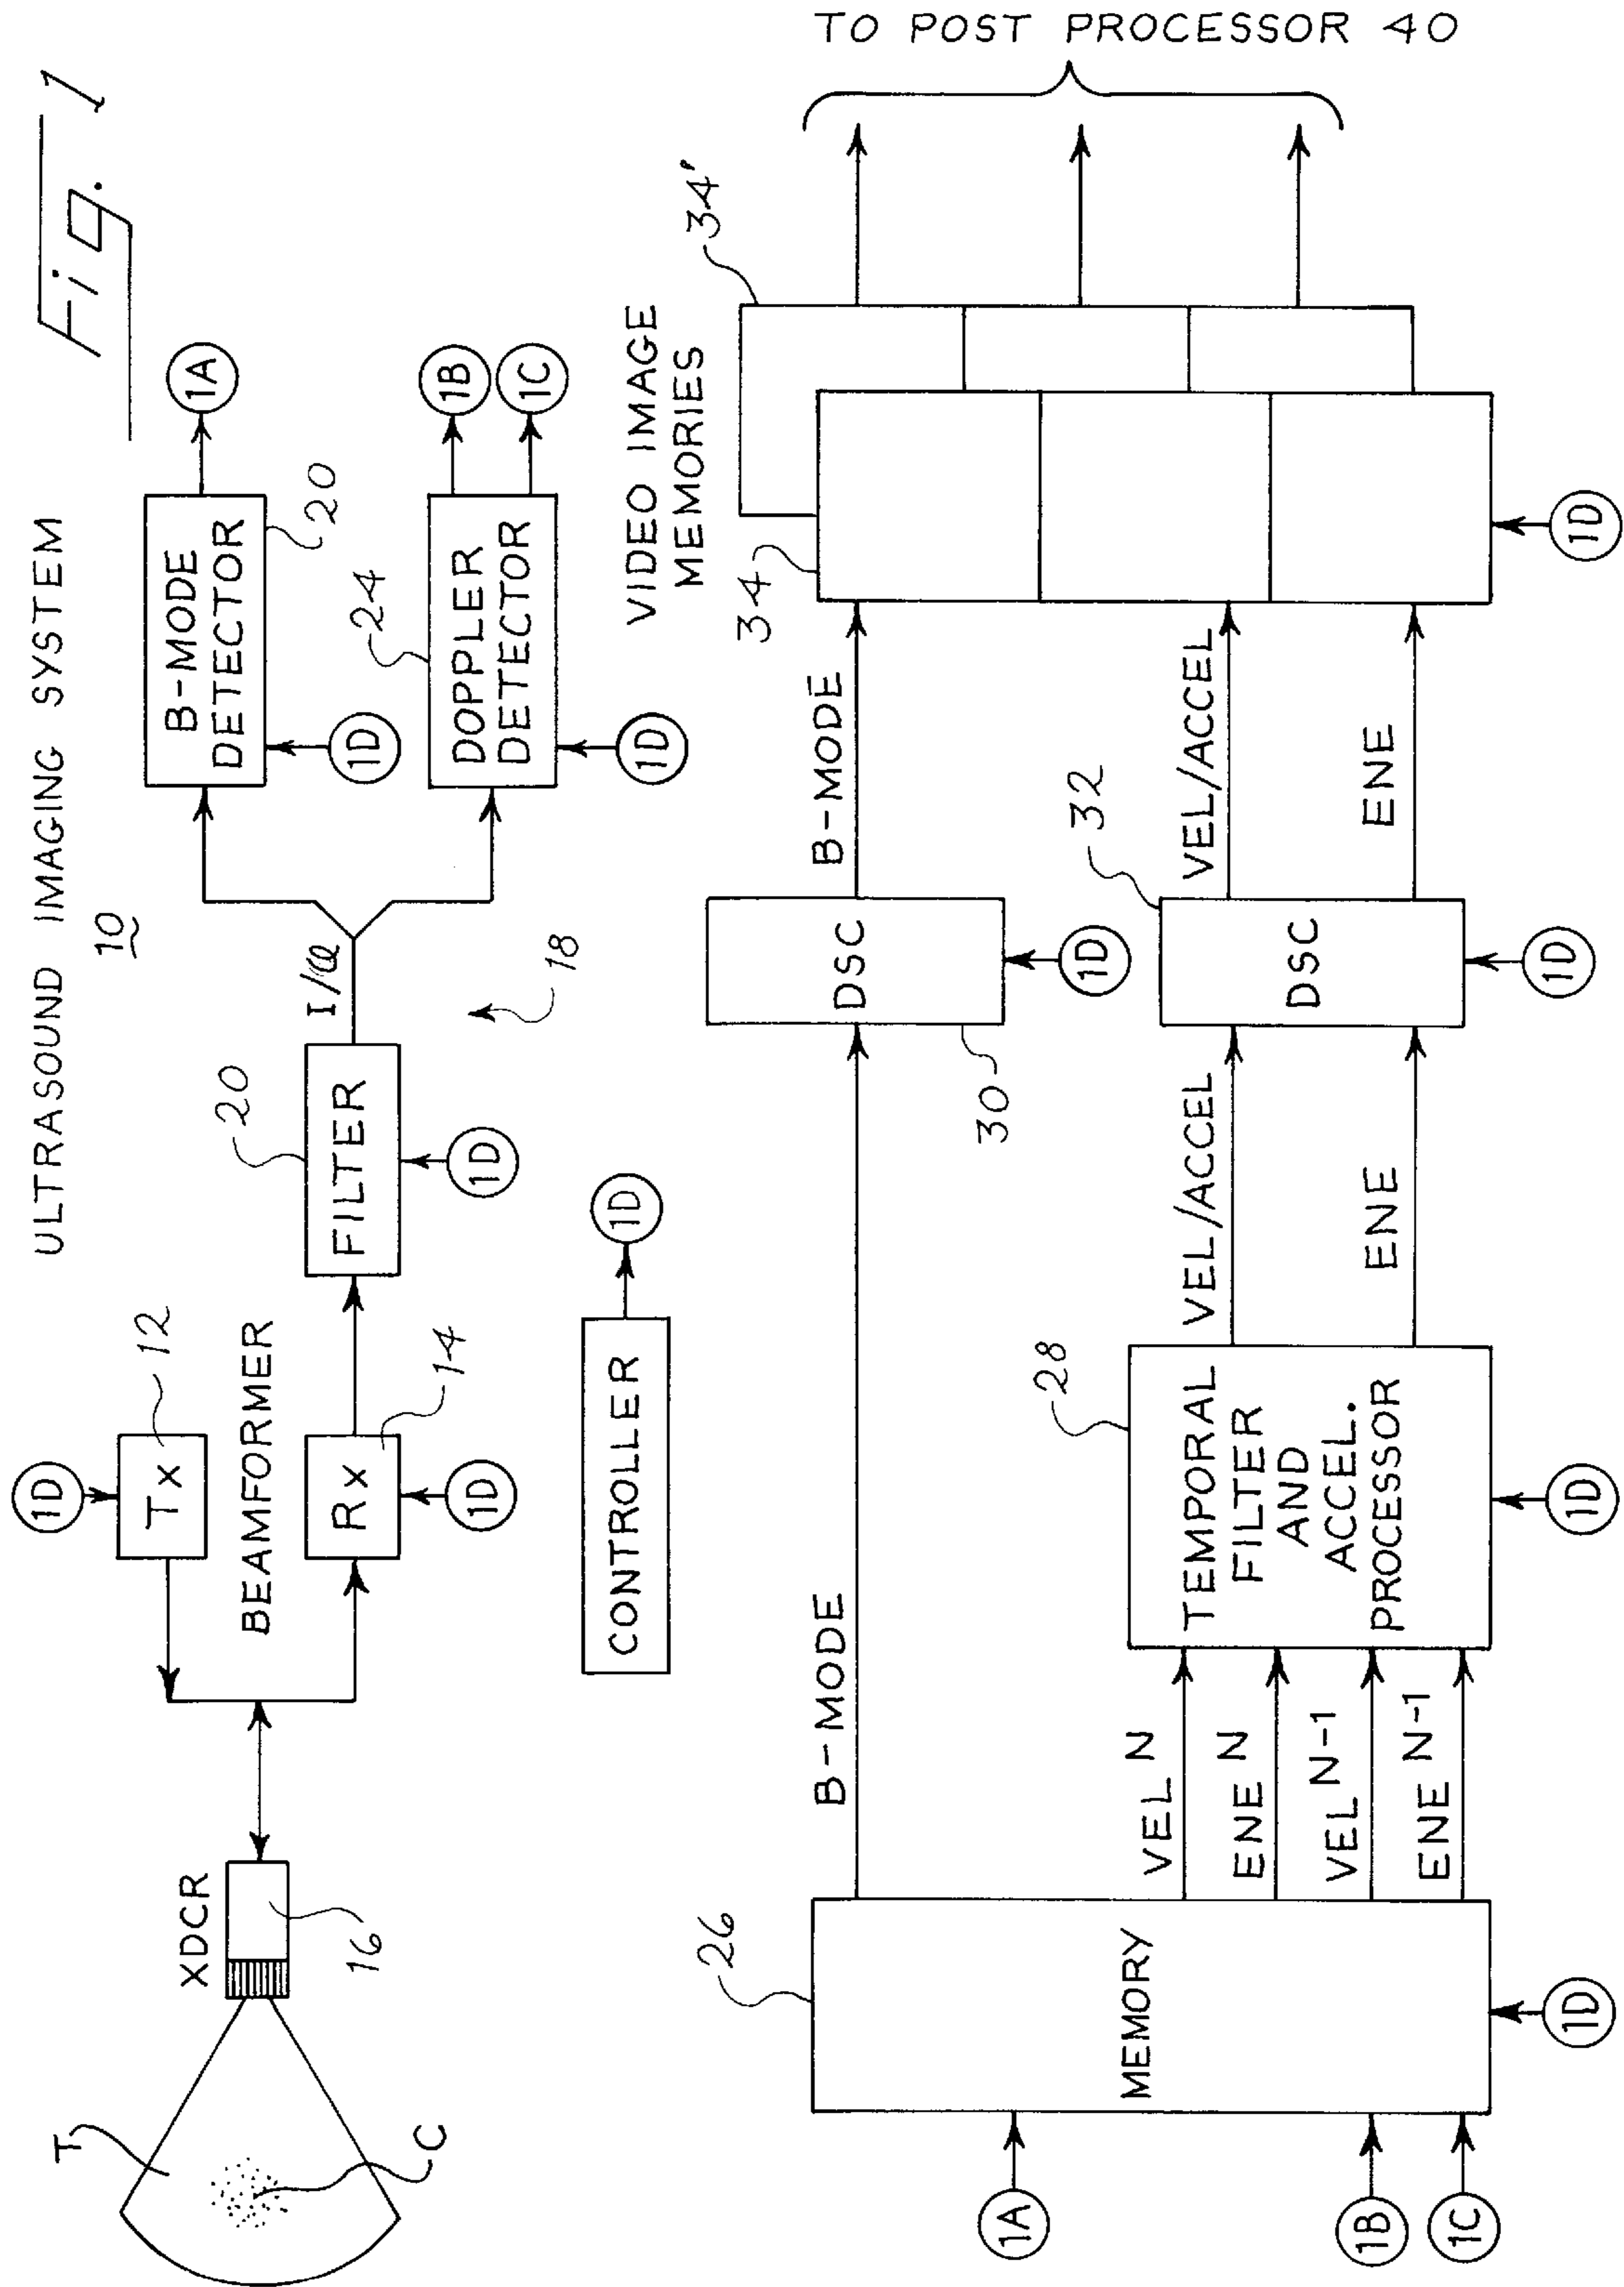 Fig. 1
ULTRASOUND IMAGING SYSTEM
10
T
C
XDCR
16
1D
Tx
12
BEAMFORMER
Rx
14
1D
FILTER
20
1D
I/Q
18
B-MODE
DETECTOR
20
1D
1A
DOPPLER
DETECTOR
24
1D
1B
1C
CONTROLLER
1D
1A
1B
1C
MEMORY
26
1D
B-MODE
VEL N
ENE N
VEL N-1
ENE N-1
TEMPORAL
FILTER
AND
ACCEL.
PROCESSOR
28
1D
VEL/ACCEL
ENE
DSC
30
1D
DSC
32
1D
B-MODE
VEL/ACCEL
ENE
VIDEO IMAGE
MEMORIES
34
34'
1D
TO POST PROCESSOR 40